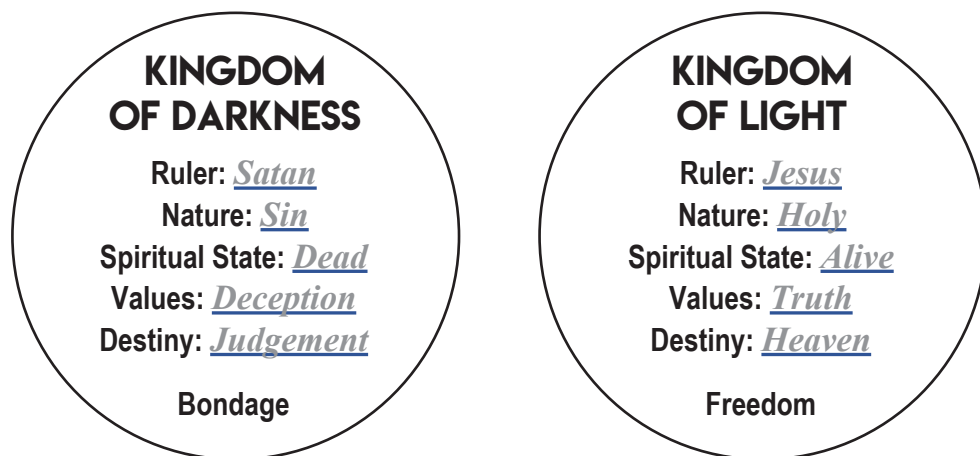 KINGDOM
OF DARKNESS
Ruler: Satan
Nature: Sin
Spiritual State: Dead
Values: Deception
Destiny: Judgement
Bondage
KINGDOM
OF LIGHT
Ruler: Jesus
Nature: Holy
Spiritual State: Alive
Values: Truth
Destiny: Heaven
Freedom